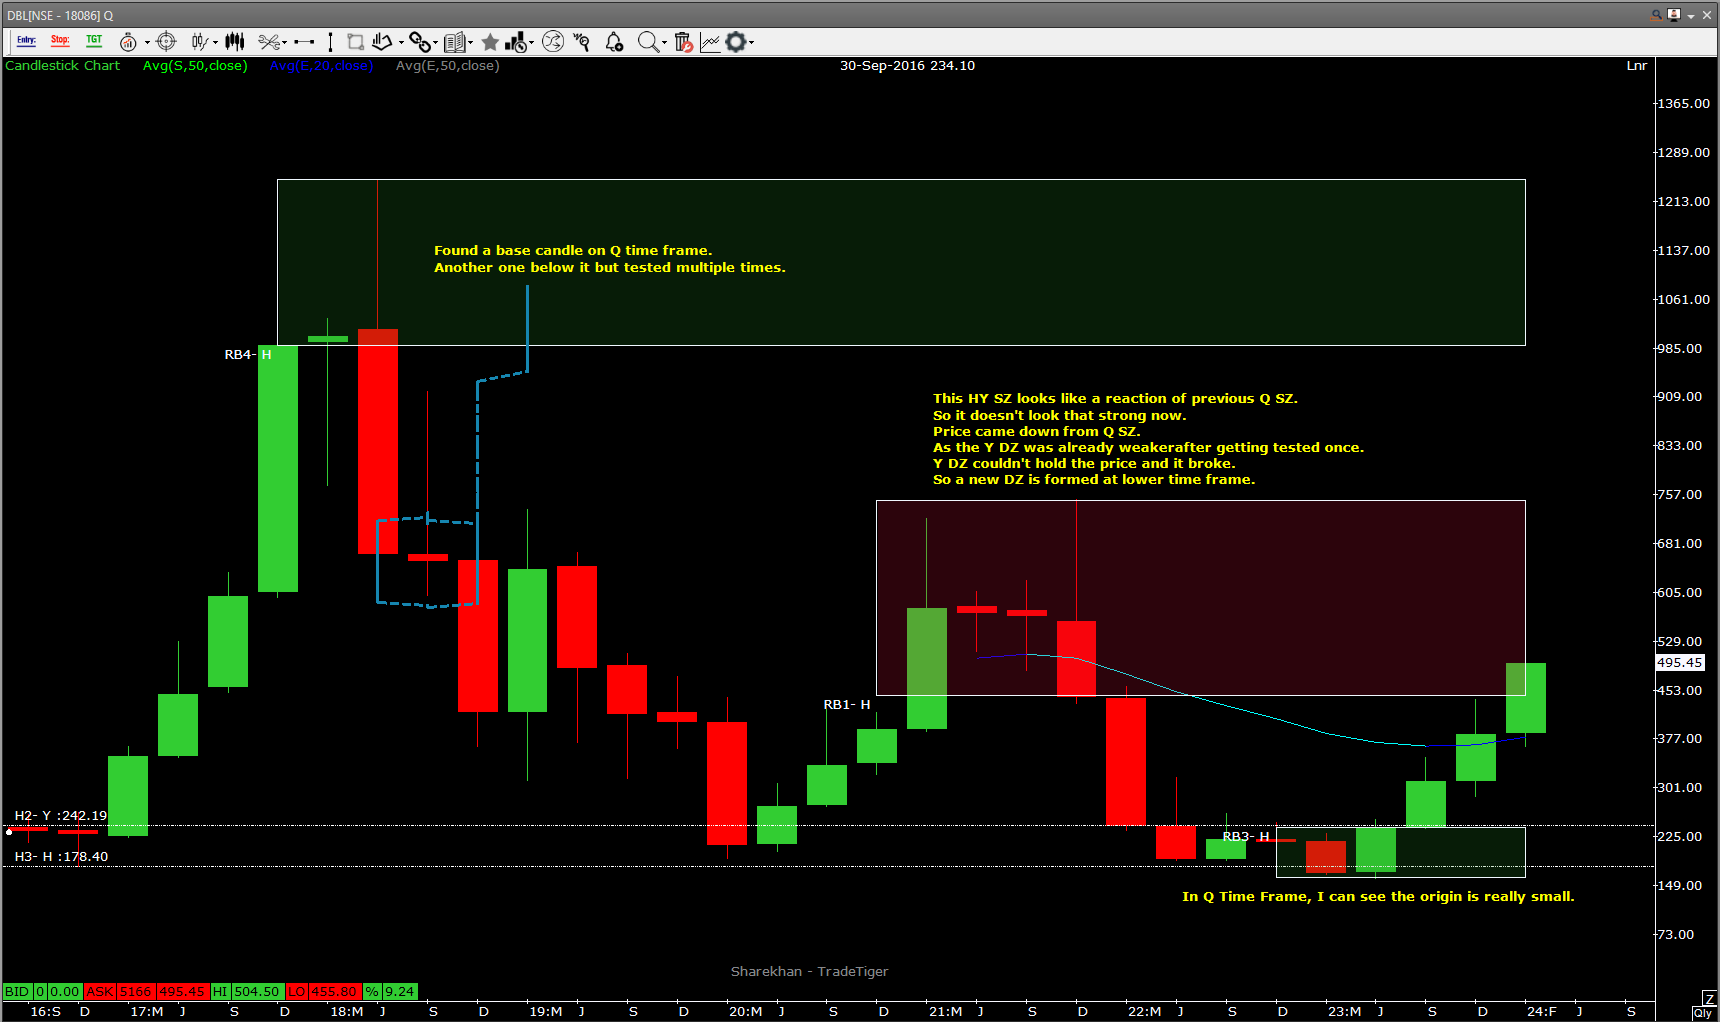 DBL[NSE - 18086] Q
Entry: Stop: TGT
Candlestick Chart Avg(S,50,close) Avg(E,20,close) Avg(E,50,close) 30-Sep-2016 234.10 Lnr
1365.00
1289.00
1213.00
Found a base candle on Q time frame.
1137.00
Another one below it but tested multiple times.
1061.00
985.00
RB4- H
This HY SZ looks like a reaction of previous Q SZ.
909.00
So it doesn't look that strong now.
Price came down from Q SZ.
833.00
As the Y DZ was already weakerafter getting tested once.
Y DZ couldn't hold the price and it broke.
So a new DZ is formed at lower time frame.
757.00
681.00
605.00
529.00
495.45
453.00
RB1- H
377.00
301.00
H2- Y :242.19
225.00
RB3- H
H3- H :178.40
149.00
In Q Time Frame, I can see the origin is really small.
73.00
Sharekhan - TradeTiger
BID 0 0.00 ASK 5166 495.45 HI 504.50 LO 455.80 % 9.24
Z
16:S D 17:M J S D 18:M J S D 19:M J S D 20:M J S D 21:M J S D 22:M J S D 23:M J S D 24:F J S Qly